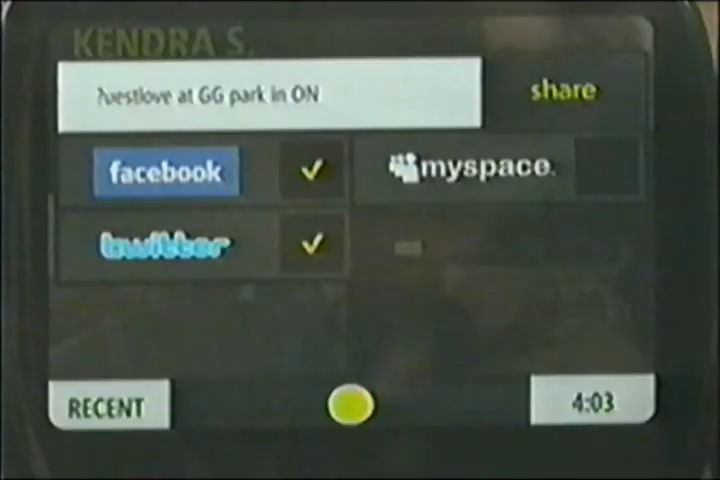 KENDRA S.
?uestlove at GG park in ON
share
facebook
myspace.
twitter
RECENT
4:03